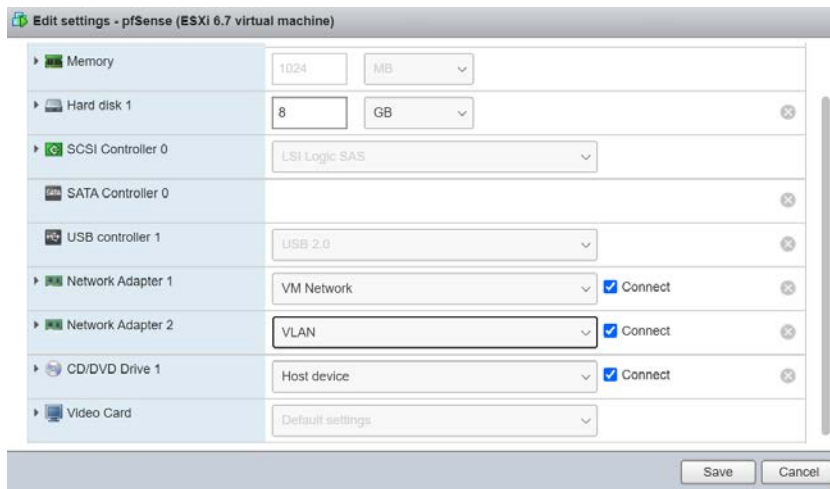 Edit settings - pfSense (ESXi 6.7 virtual machine)
Memory 1024 MB
Hard disk 1 8 GB
SCSI Controller 0 LSI Logic SAS
SATA Controller 0
USB controller 1 USB 2.0
Network Adapter 1 VM Network Connect
Network Adapter 2 VLAN Connect
CD/DVD Drive 1 Host device Connect
Video Card Default settings
Save Cancel